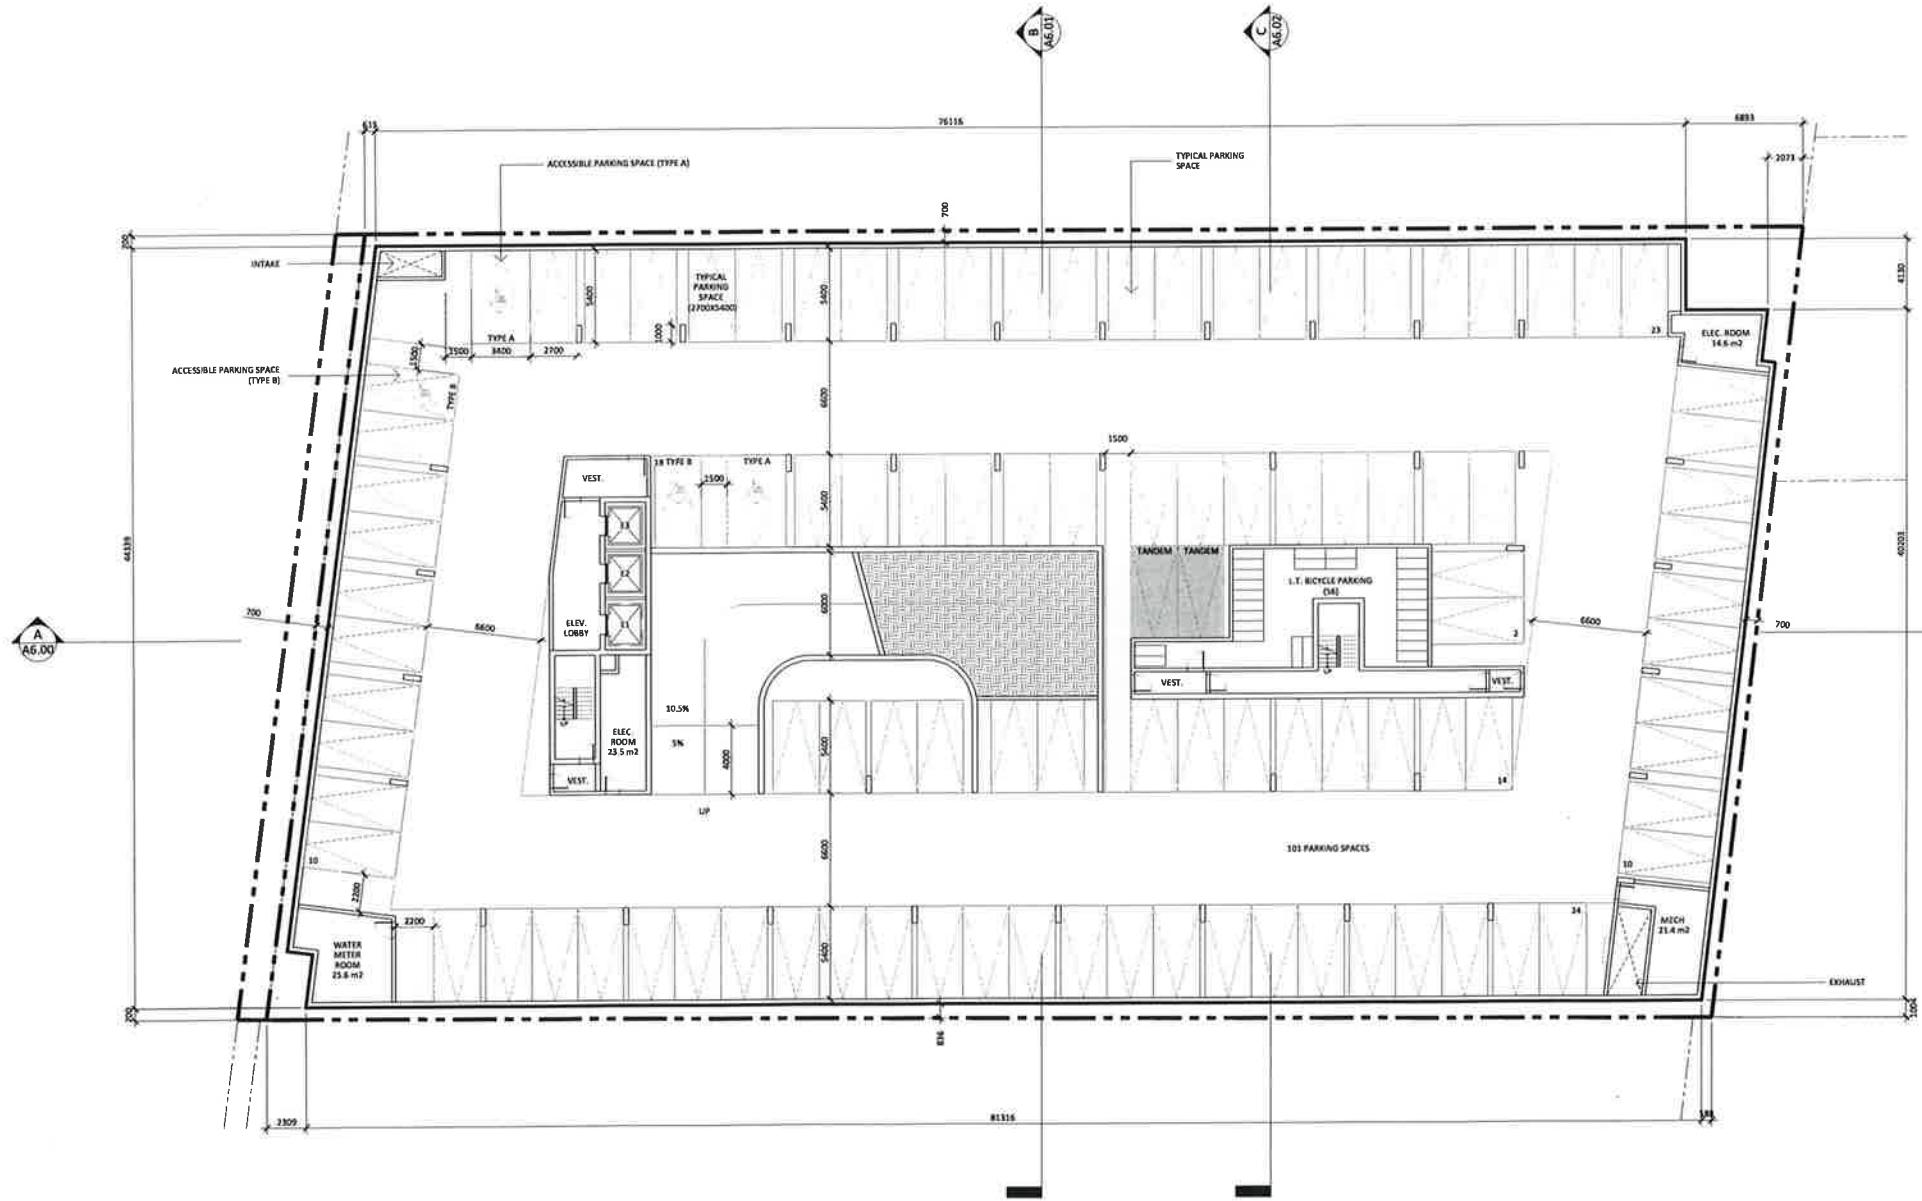 B
A6.01
C
A6.02
615
76116
6893
2073
ACCESSIBLE PARKING SPACE (TYPE A)
TYPICAL PARKING
SPACE
700
200
INTAKE
TYPICAL
PARKING
SPACE
(2700X5400)
5400
5400
1000
4130
TYPE A
23
ELEC. ROOM
14.6 m2
1500
3400
2700
1500
ACCESSIBLE PARKING SPACE
(TYPE B)
TYPE B
6600
1500
18 TYPE B
TYPE A
VEST.
1500
5400
E3
44339
40203
TANDEM
TANDEM
E2
L.T. BICYCLE PARKING
(56)
6000
700
6600
ELEV.
LOBBY
E1
6600
700
2
A
A6.00
VEST.
VEST.
10.5%
5%
ELEC.
ROOM
23.5 m2
4000
5400
VEST.
14
UP
6600
101 PARKING SPACES
10
10
2200
2200
24
MECH
21.4 m2
WATER
METER
ROOM
25.6 m2
5400
EXHAUST
200
836
1004
2309
81316